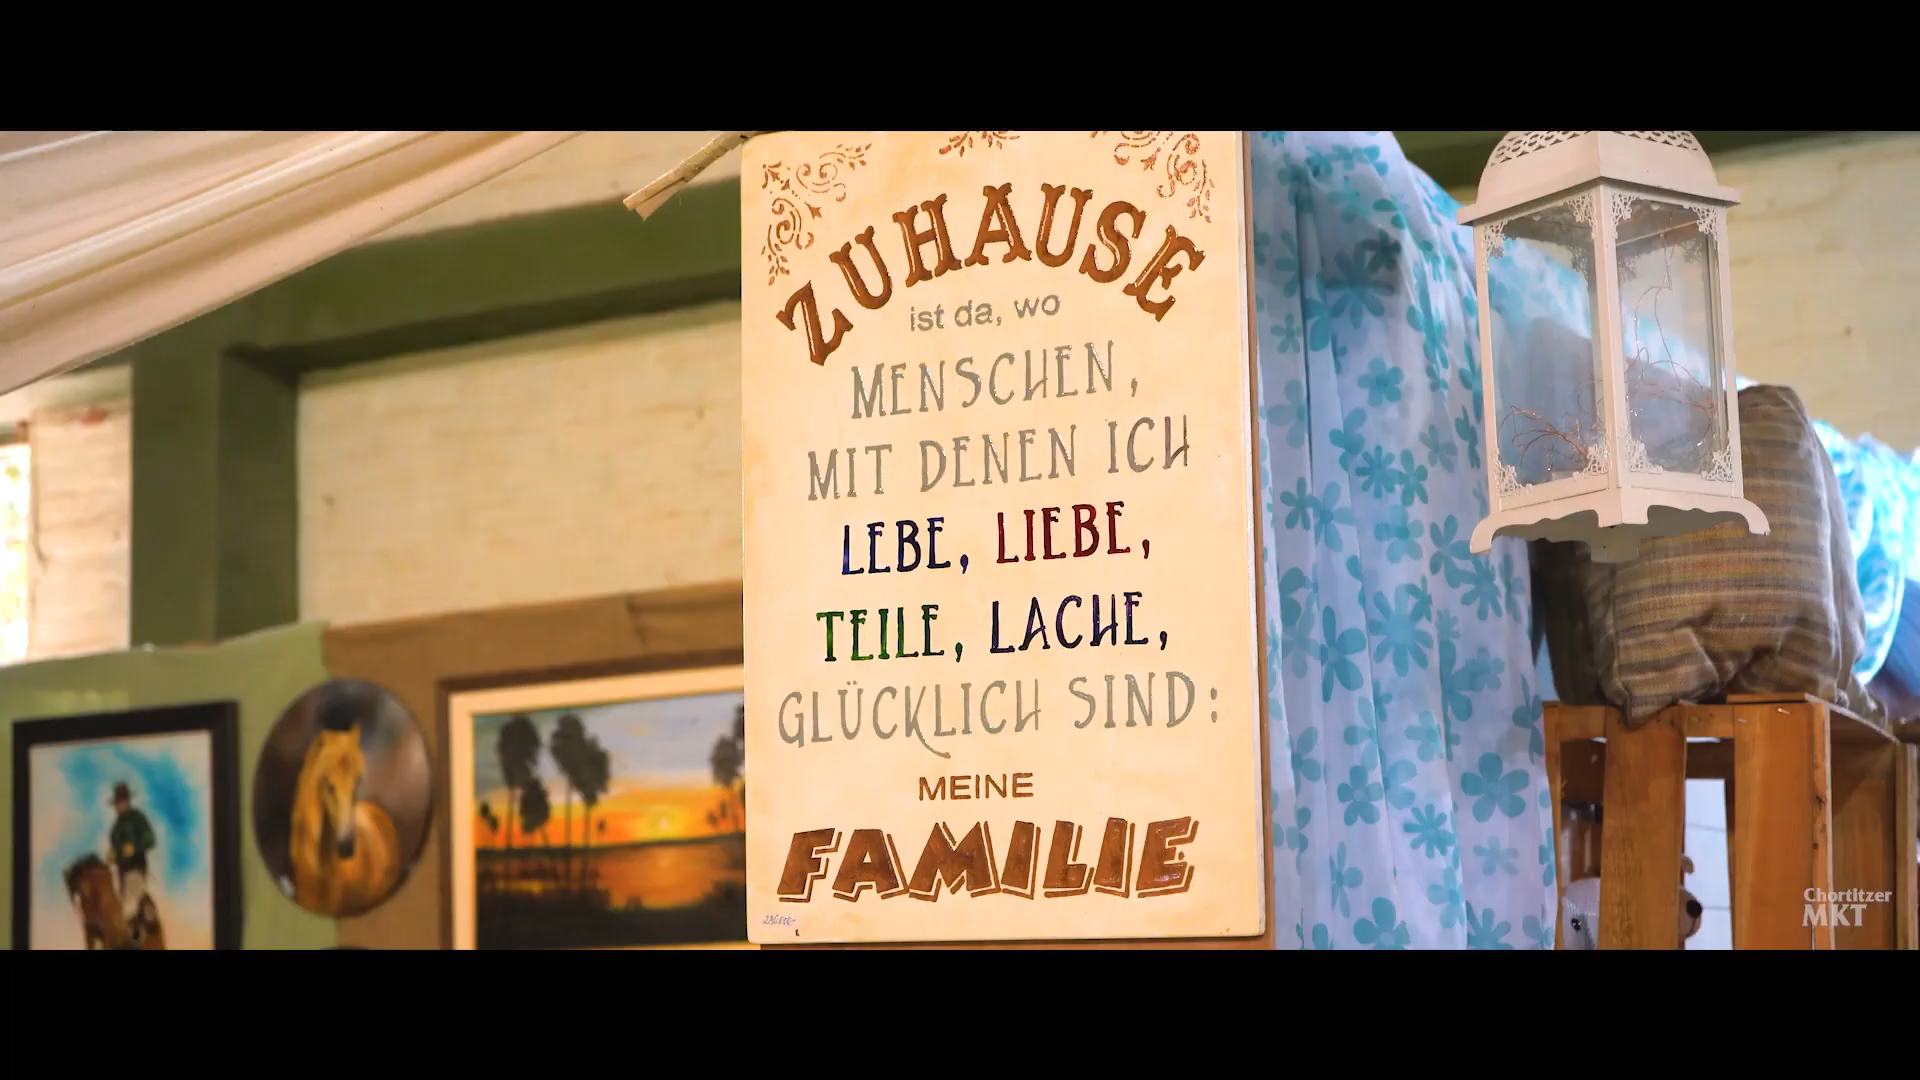 ZUHAUSE
ist da, wo
MENSCHEN,
MIT DENEN ICH
LEBE, LIEBE,
TEILE, LACHE,
GLÜCKLICH SIND:
MEINE
FAMILIE
Chortitzer
MKT